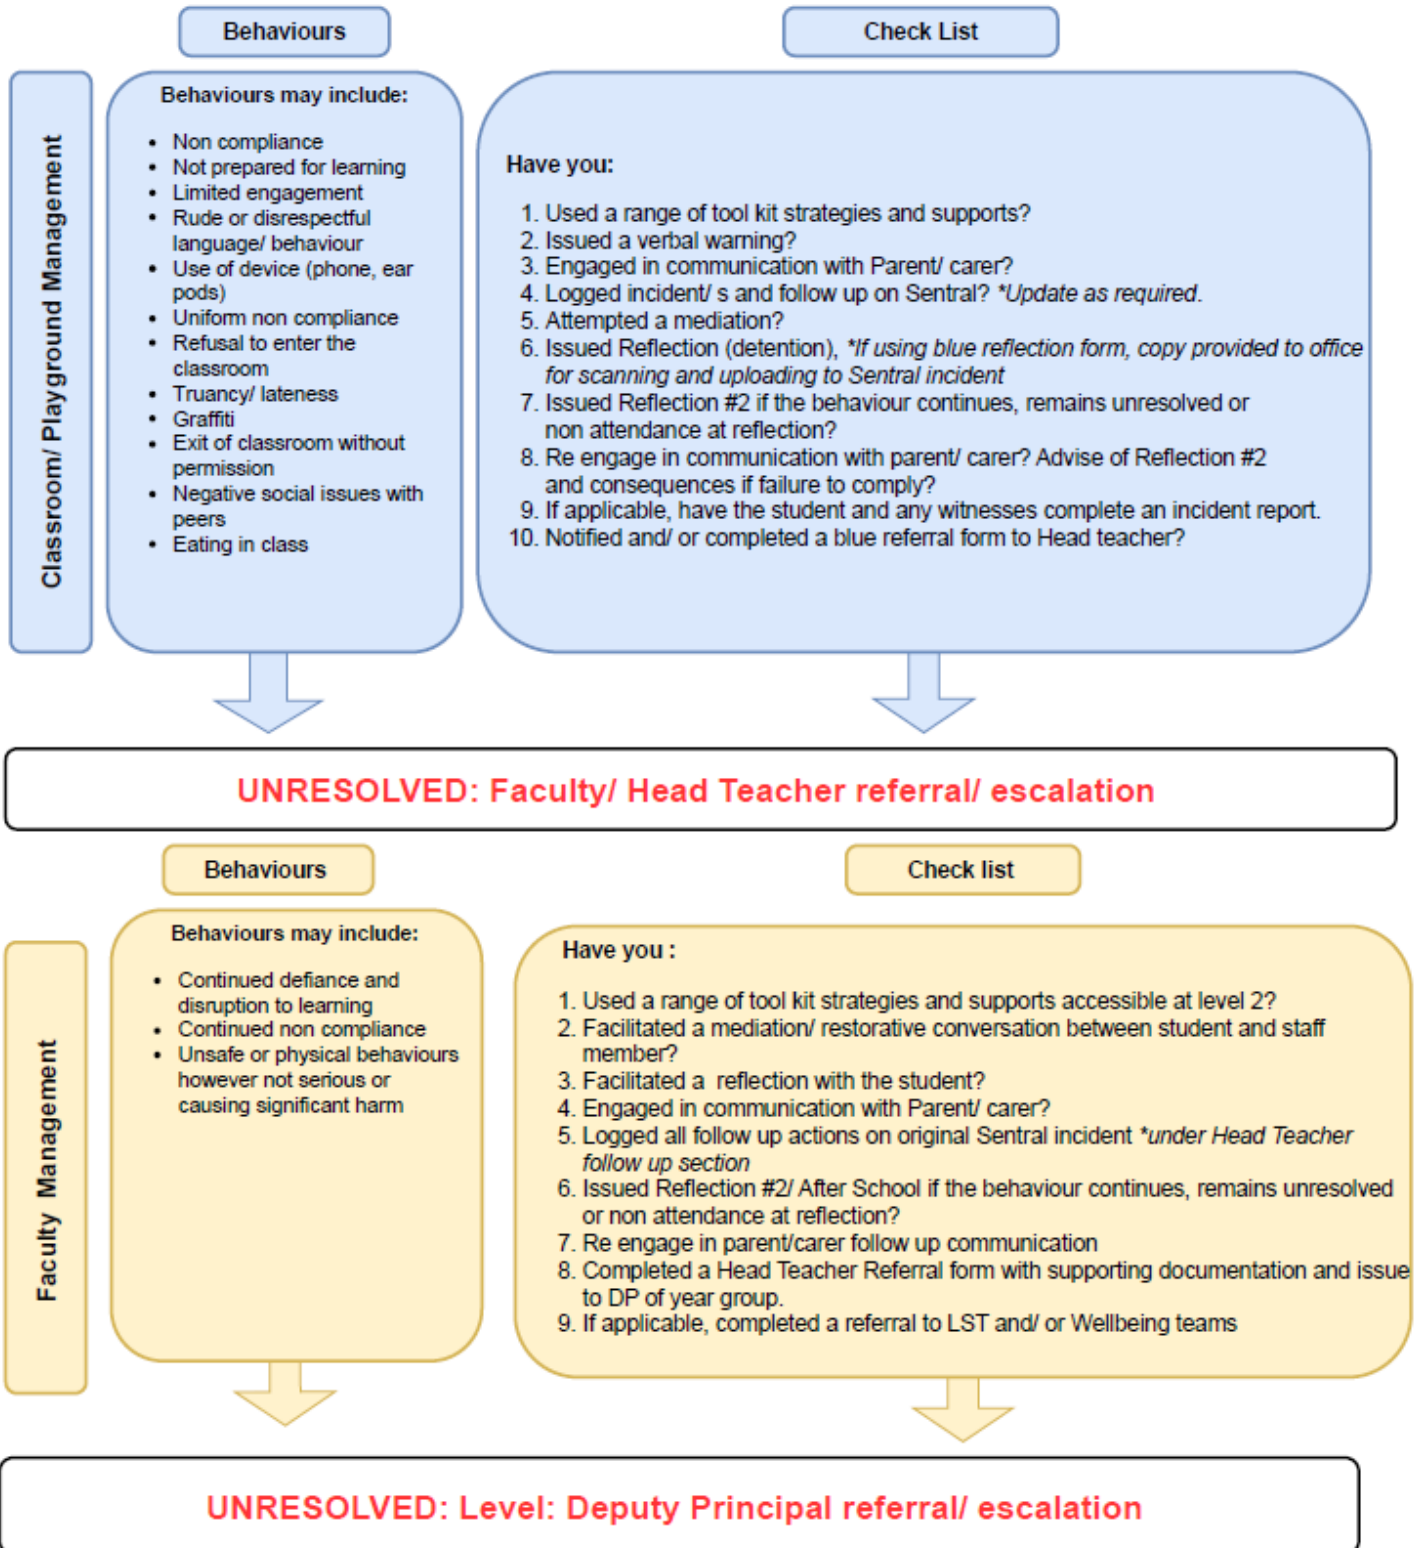 Behaviours
Check List
Classroom/ Playground Management
Behaviours may include:
• Non compliance
• Not prepared for learning
• Limited engagement
• Rude or disrespectful
language/ behaviour
• Use of device (phone, ear
pods)
• Uniform non compliance
• Refusal to enter the
classroom
• Truancy/ lateness
• Graffiti
• Exit of classroom without
permission
• Negative social issues with
peers
• Eating in class
Have you:
1. Used a range of tool kit strategies and supports?
2. Issued a verbal warning?
3. Engaged in communication with Parent/ carer?
4. Logged incident/ s and follow up on Sentral? *Update as required.
5. Attempted a mediation?
6. Issued Reflection (detention), *If using blue reflection form, copy provided to office
for scanning and uploading to Sentral incident
7. Issued Reflection #2 if the behaviour continues, remains unresolved or
non attendance at reflection?
8. Re engage in communication with parent/ carer? Advise of Reflection #2
and consequences if failure to comply?
9. If applicable, have the student and any witnesses complete an incident report.
10. Notified and/ or completed a blue referral form to Head teacher?
UNRESOLVED: Faculty/ Head Teacher referral/ escalation
Behaviours
Check list
Faculty Management
Behaviours may include:
• Continued defiance and
disruption to learning
• Continued non compliance
• Unsafe or physical behaviours
however not serious or
causing significant harm
Have you :
1. Used a range of tool kit strategies and supports accessible at level 2?
2. Facilitated a mediation/ restorative conversation between student and staff
member?
3. Facilitated a reflection with the student?
4. Engaged in communication with Parent/ carer?
5. Logged all follow up actions on original Sentral incident *under Head Teacher
follow up section
6. Issued Reflection #2/ After School if the behaviour continues, remains unresolved
or non attendance at reflection?
7. Re engage in parent/carer follow up communication
8. Completed a Head Teacher Referral form with supporting documentation and issue
to DP of year group.
9. If applicable, completed a referral to LST and/ or Wellbeing teams
UNRESOLVED: Level: Deputy Principal referral/ escalation